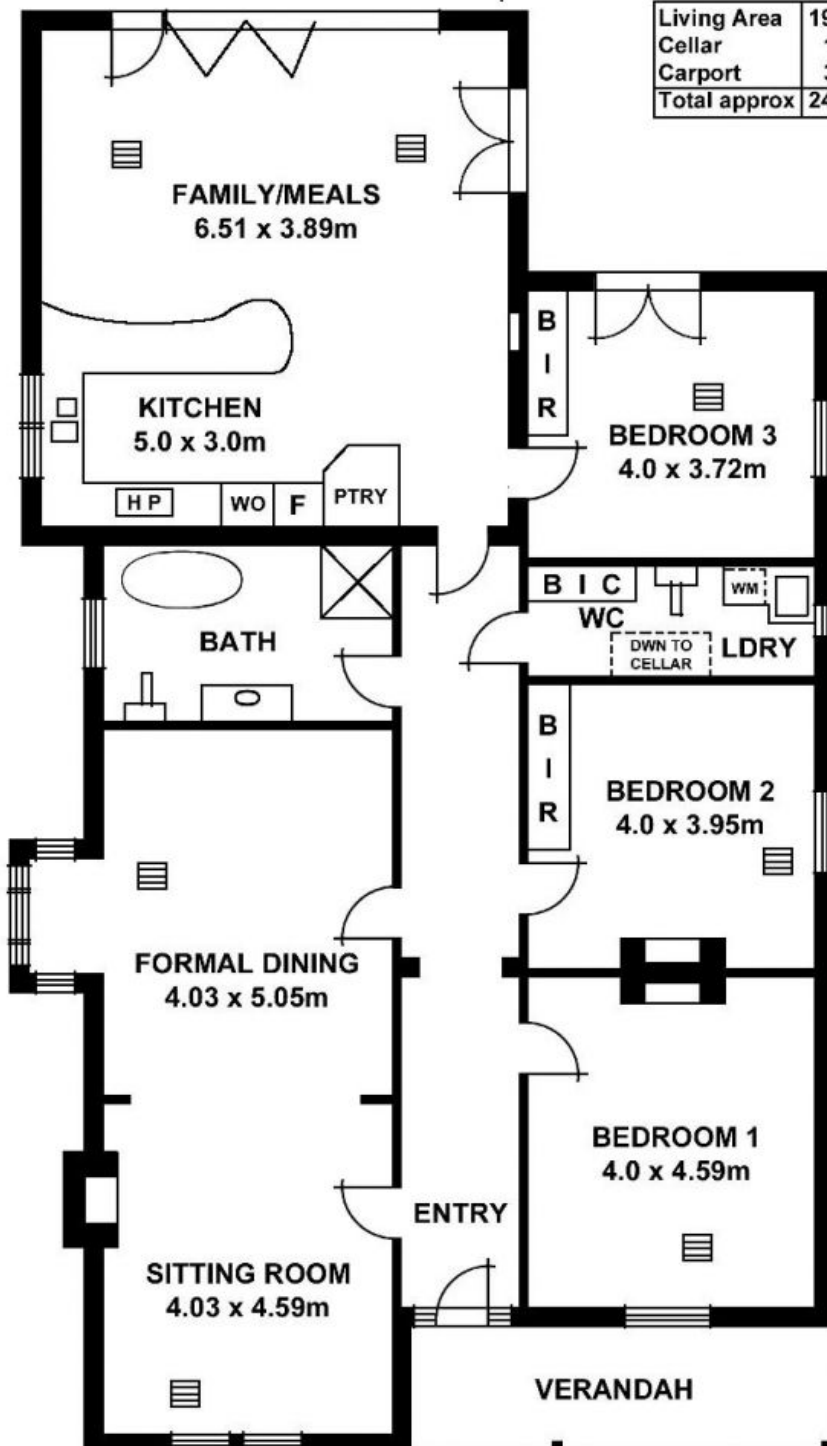 Living Area 19
Cellar
Carport
Total approx 24
FAMILY/MEALS
6.51 x 3.89m
B
I
R
KITCHEN
5.0 x 3.0m
BEDROOM 3
4.0 x 3.72m
H P
WO
F
PTRY
B I C
WC
WM
BATH
DWN TO
CELLAR
LDRY
B
I
R
BEDROOM 2
4.0 x 3.95m
FORMAL DINING
4.03 x 5.05m
BEDROOM 1
4.0 x 4.59m
ENTRY
SITTING ROOM
4.03 x 4.59m
VERANDAH